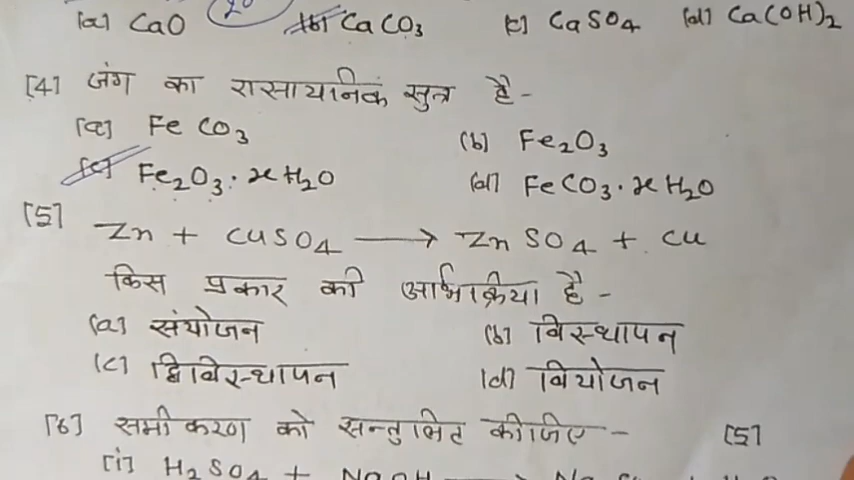 (a) CaO (b) CaCO₃ (c) CaSO₄ (d) Ca(OH)₂
[4] जंग का रासायनिक सुत्र है-
(a) FeCO₃ (b) Fe₂O₃
(c) Fe₂O₃·xH₂O (d) FeCO₃·xH₂O
[5] Zn + CuSO₄ ⟶ ZnSO₄ + Cu
किस प्रकार की अभिक्रिया है -
(a) संयोजन (b) विस्थापन
(c) द्विविस्थापन (d) वियोजन
[6] समीकरण को सन्तुलित कीजिए- [5]
(i) H₂SO₄ + NaOH ⟶